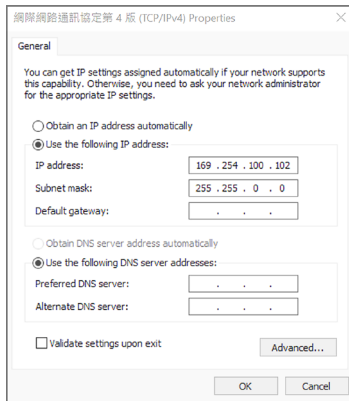 網際網路通訊協定第 4 版 (TCP/IPv4) Properties
General
You can get IP settings assigned automatically if your network supports
this capability. Otherwise, you need to ask your network administrator
for the appropriate IP settings.
Obtain an IP address automatically
Use the following IP address:
IP address: 169 . 254 . 100 . 102
Subnet mask: 255 . 255 . 0 . 0
Default gateway: . . .
Obtain DNS server address automatically
Use the following DNS server addresses:
Preferred DNS server: . . .
Alternate DNS server: . . .
Validate settings upon exit
Advanced...
OK Cancel